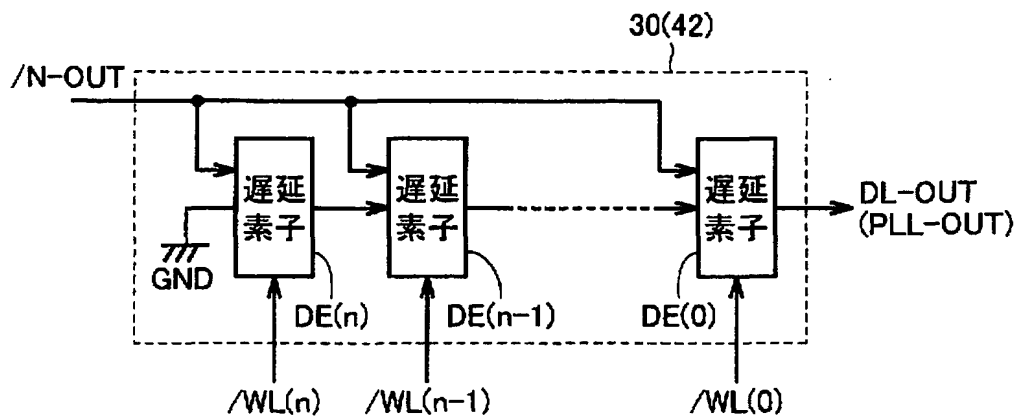 30(42)
/N-OUT
遅延
素子
遅延
素子
遅延
素子
DL-OUT
(PLL-OUT)
GND
DE(n)
DE(n-1)
DE(0)
/WL(n)
/WL(n-1)
/WL(0)